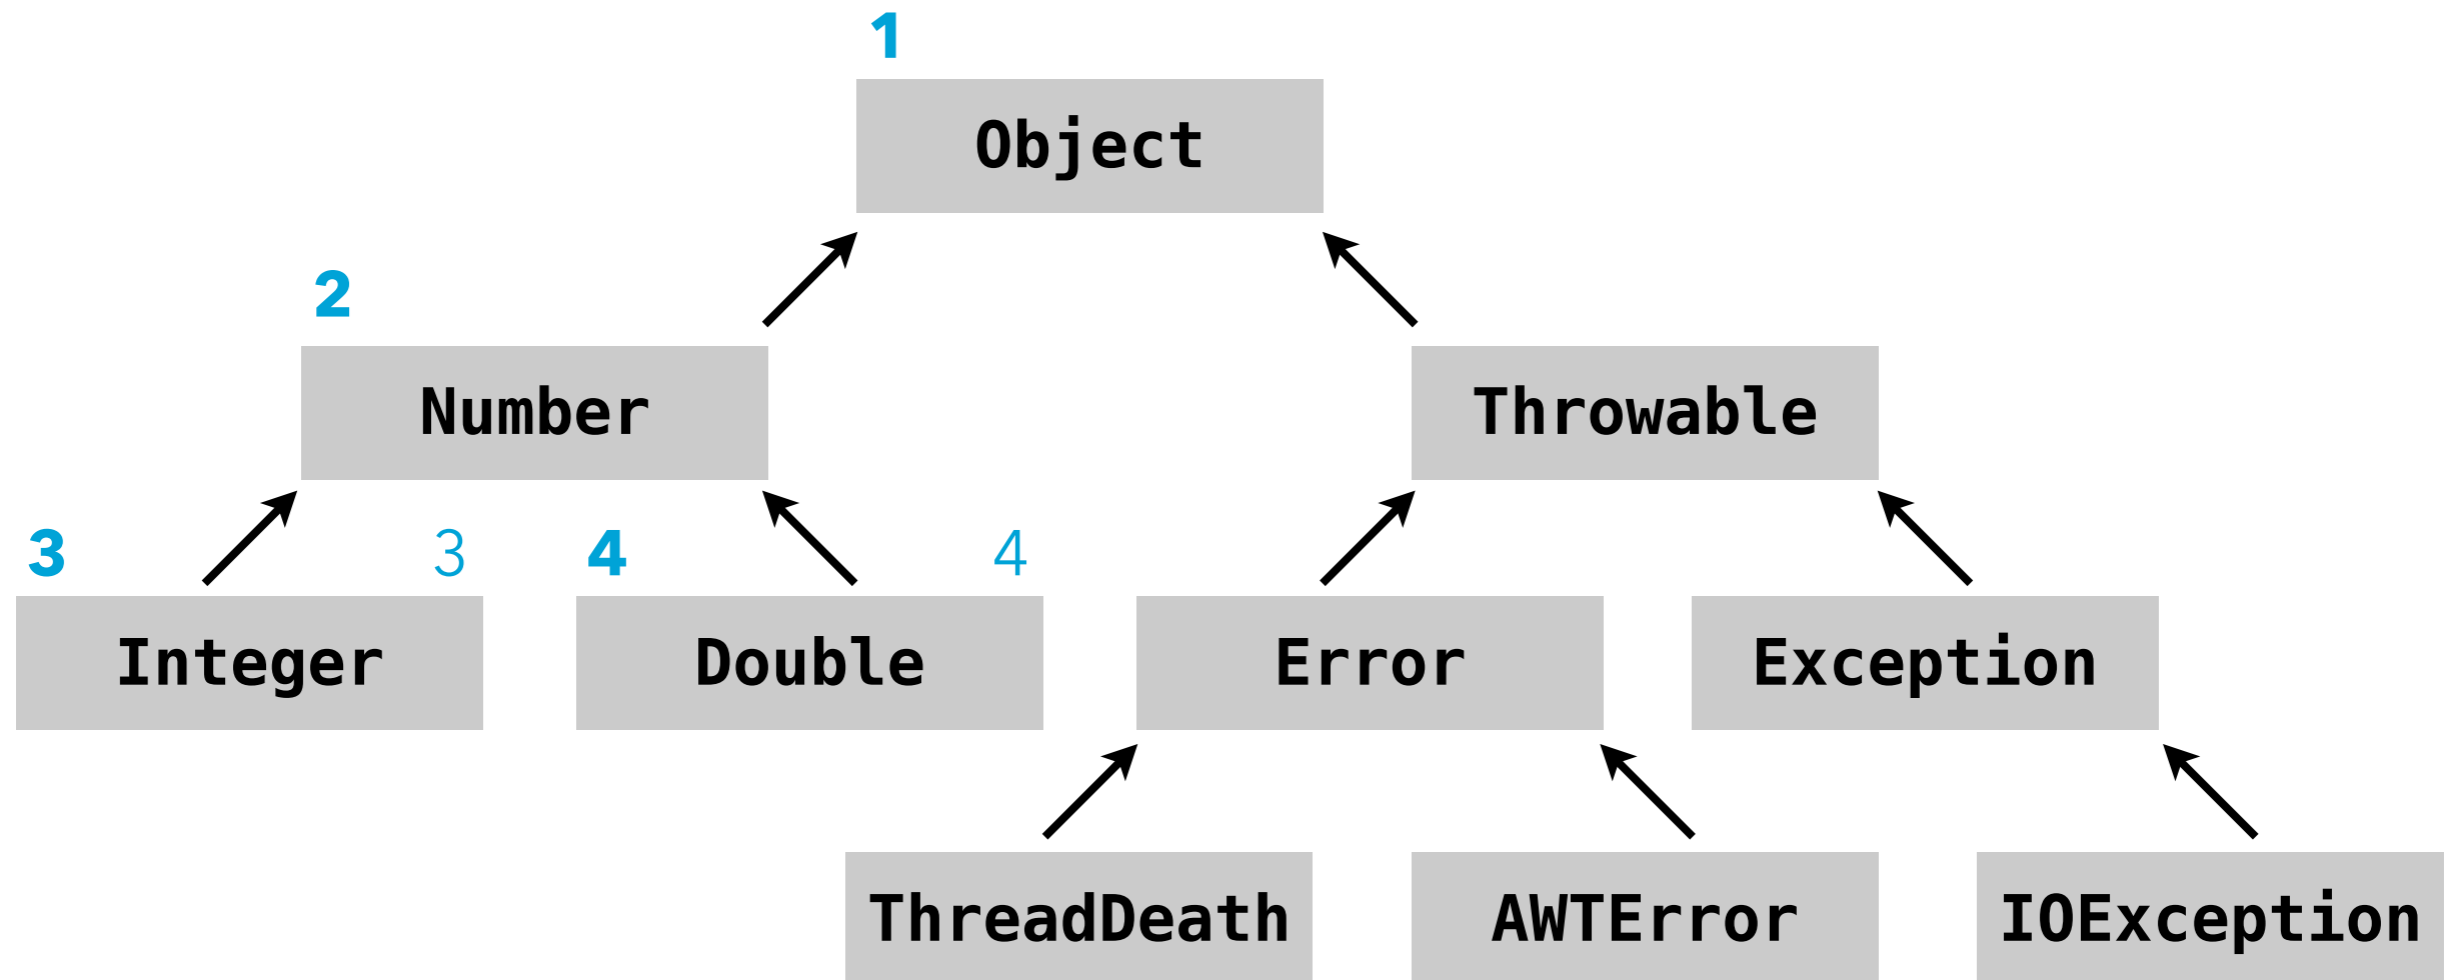 1
Object
2
Number
Throwable
3 3 4 4
Integer
Double
Error
Exception
ThreadDeath
AWTError
IOException